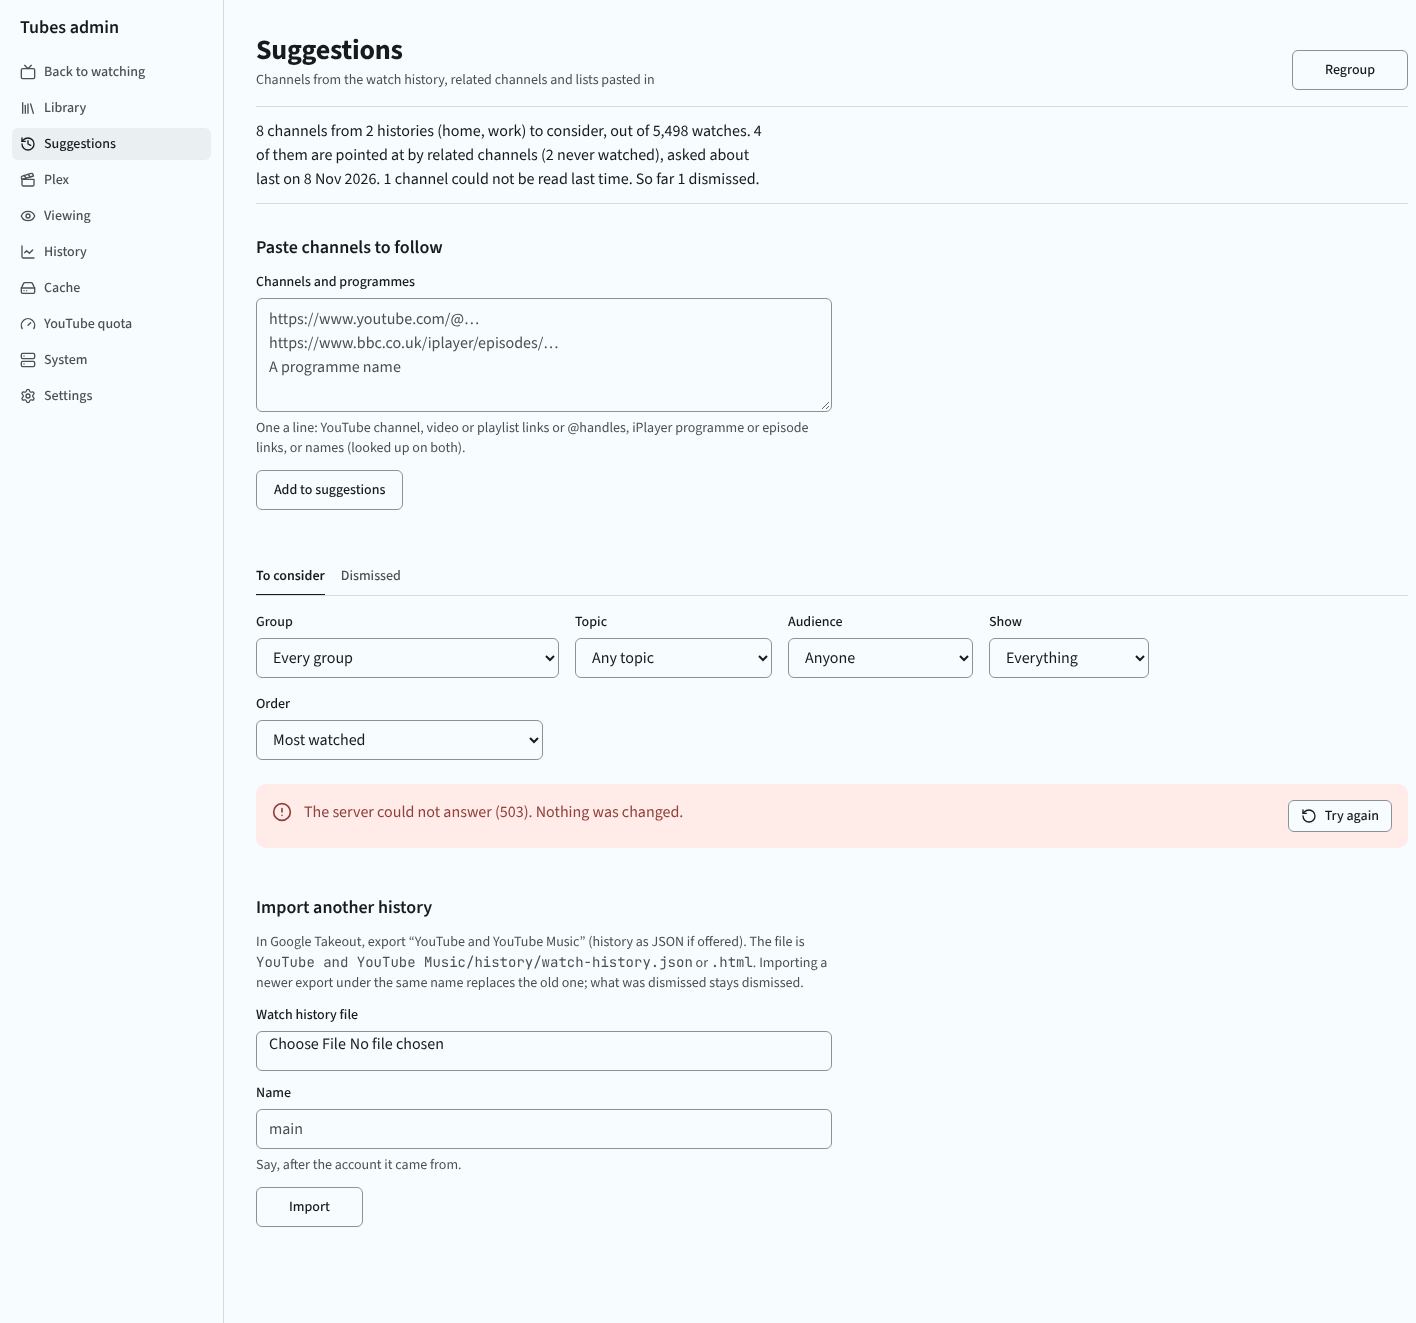 Tubes admin
Back to watching
Library
Suggestions
Plex
Viewing
History
Cache
YouTube quota
System
Settings
Suggestions
Channels from the watch history, related channels and lists pasted in
Regroup
8 channels from 2 histories (home, work) to consider, out of 5,498 watches. 4
of them are pointed at by related channels (2 never watched), asked about
last on 8 Nov 2026. 1 channel could not be read last time. So far 1 dismissed.
Paste channels to follow
Channels and programmes
https://www.youtube.com/@…
https://www.bbc.co.uk/iplayer/episodes/…
A programme name
One a line: YouTube channel, video or playlist links or @handles, iPlayer programme or episode
links, or names (looked up on both).
Add to suggestions
To consider Dismissed
Group Topic Audience Show
Every group Any topic Anyone Everything
Order
Most watched
The server could not answer (503). Nothing was changed.
Try again
Import another history
In Google Takeout, export “YouTube and YouTube Music” (history as JSON if offered). The file is
YouTube and YouTube Music/history/watch-history.json or .html. Importing a
newer export under the same name replaces the old one; what was dismissed stays dismissed.
Watch history file
Choose File No file chosen
Name
main
Say, after the account it came from.
Import